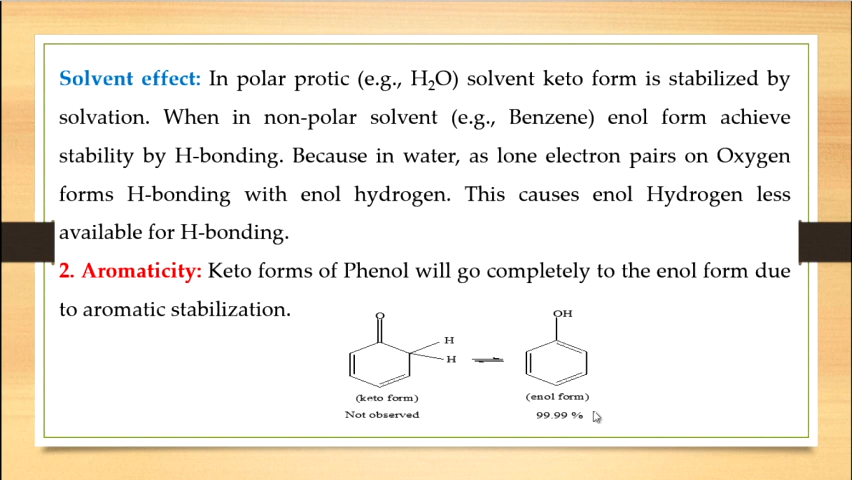 Solvent effect: In polar protic (e.g., H₂O) solvent keto form is stabilized by
solvation. When in non-polar solvent (e.g., Benzene) enol form achieve
stability by H-bonding. Because in water, as lone electron pairs on Oxygen
forms H-bonding with enol hydrogen. This causes enol Hydrogen less
available for H-bonding.
2. Aromaticity: Keto forms of Phenol will go completely to the enol form due
to aromatic stabilization.
O
H
H
(keto form)
Not observed
OH
(enol form)
99.99 %